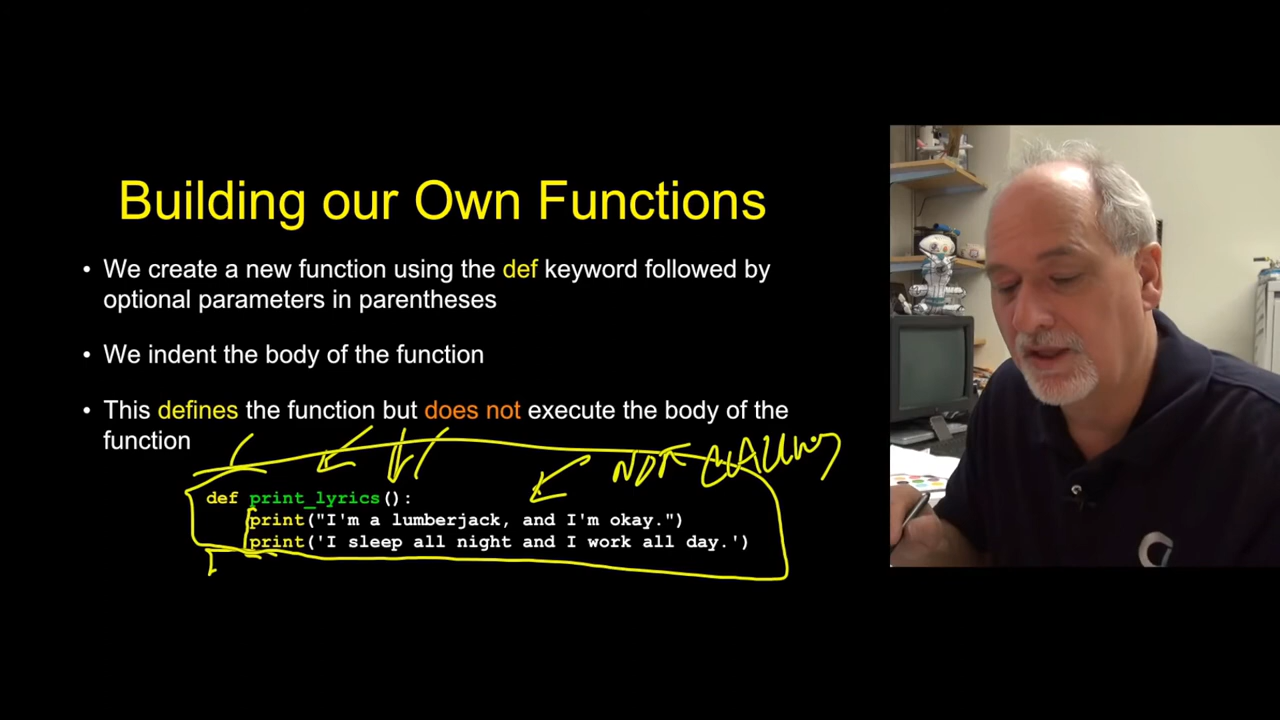 Building our Own Functions
• We create a new function using the def keyword followed by
optional parameters in parentheses
• We indent the body of the function
• This defines the function but does not execute the body of the
function
NOT CALLING
def print_lyrics():
print("I'm a lumberjack, and I'm okay.")
print('I sleep all night and I work all day.')